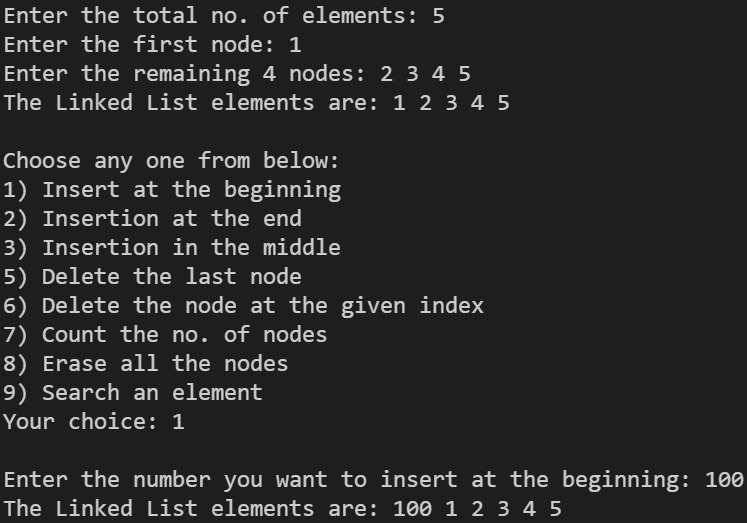 Enter the total no. of elements: 5
Enter the first node: 1
Enter the remaining 4 nodes: 2 3 4 5
The Linked List elements are: 1 2 3 4 5
Choose any one from below:
1) Insert at the beginning
2) Insertion at the end
3) Insertion in the middle
5) Delete the last node
6) Delete the node at the given index
7) Count the no. of nodes
8) Erase all the nodes
9) Search an element
Your choice: 1
Enter the number you want to insert at the beginning: 100
The Linked List elements are: 100 1 2 3 4 5